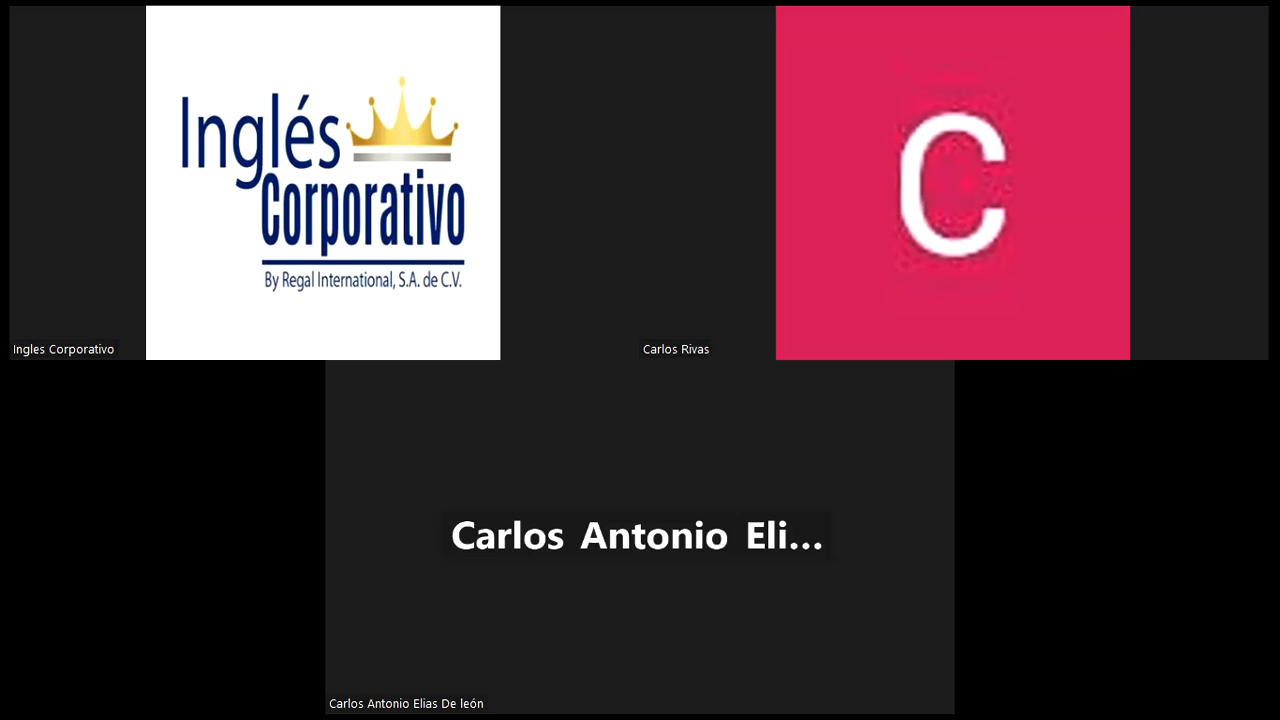 Inglés
Corporativo
By Regal International, S.A. de C.V.
Ingles Corporativo
C
Carlos Rivas
Carlos Antonio Eli...
Carlos Antonio Elias De león